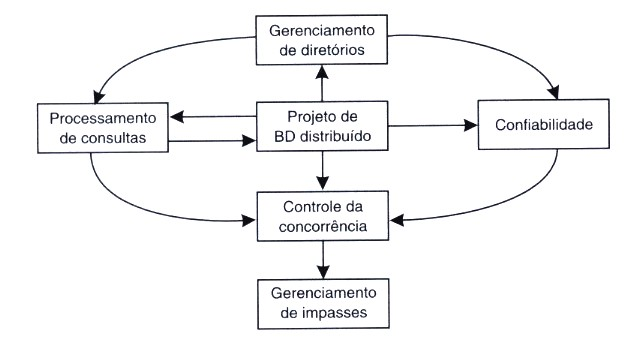 Gerenciamento
de diretórios
Processamento
de consultas
Projeto de
BD distribuído
Confiabilidade
Controle da
concorrência
Gerenciamento
de impasses